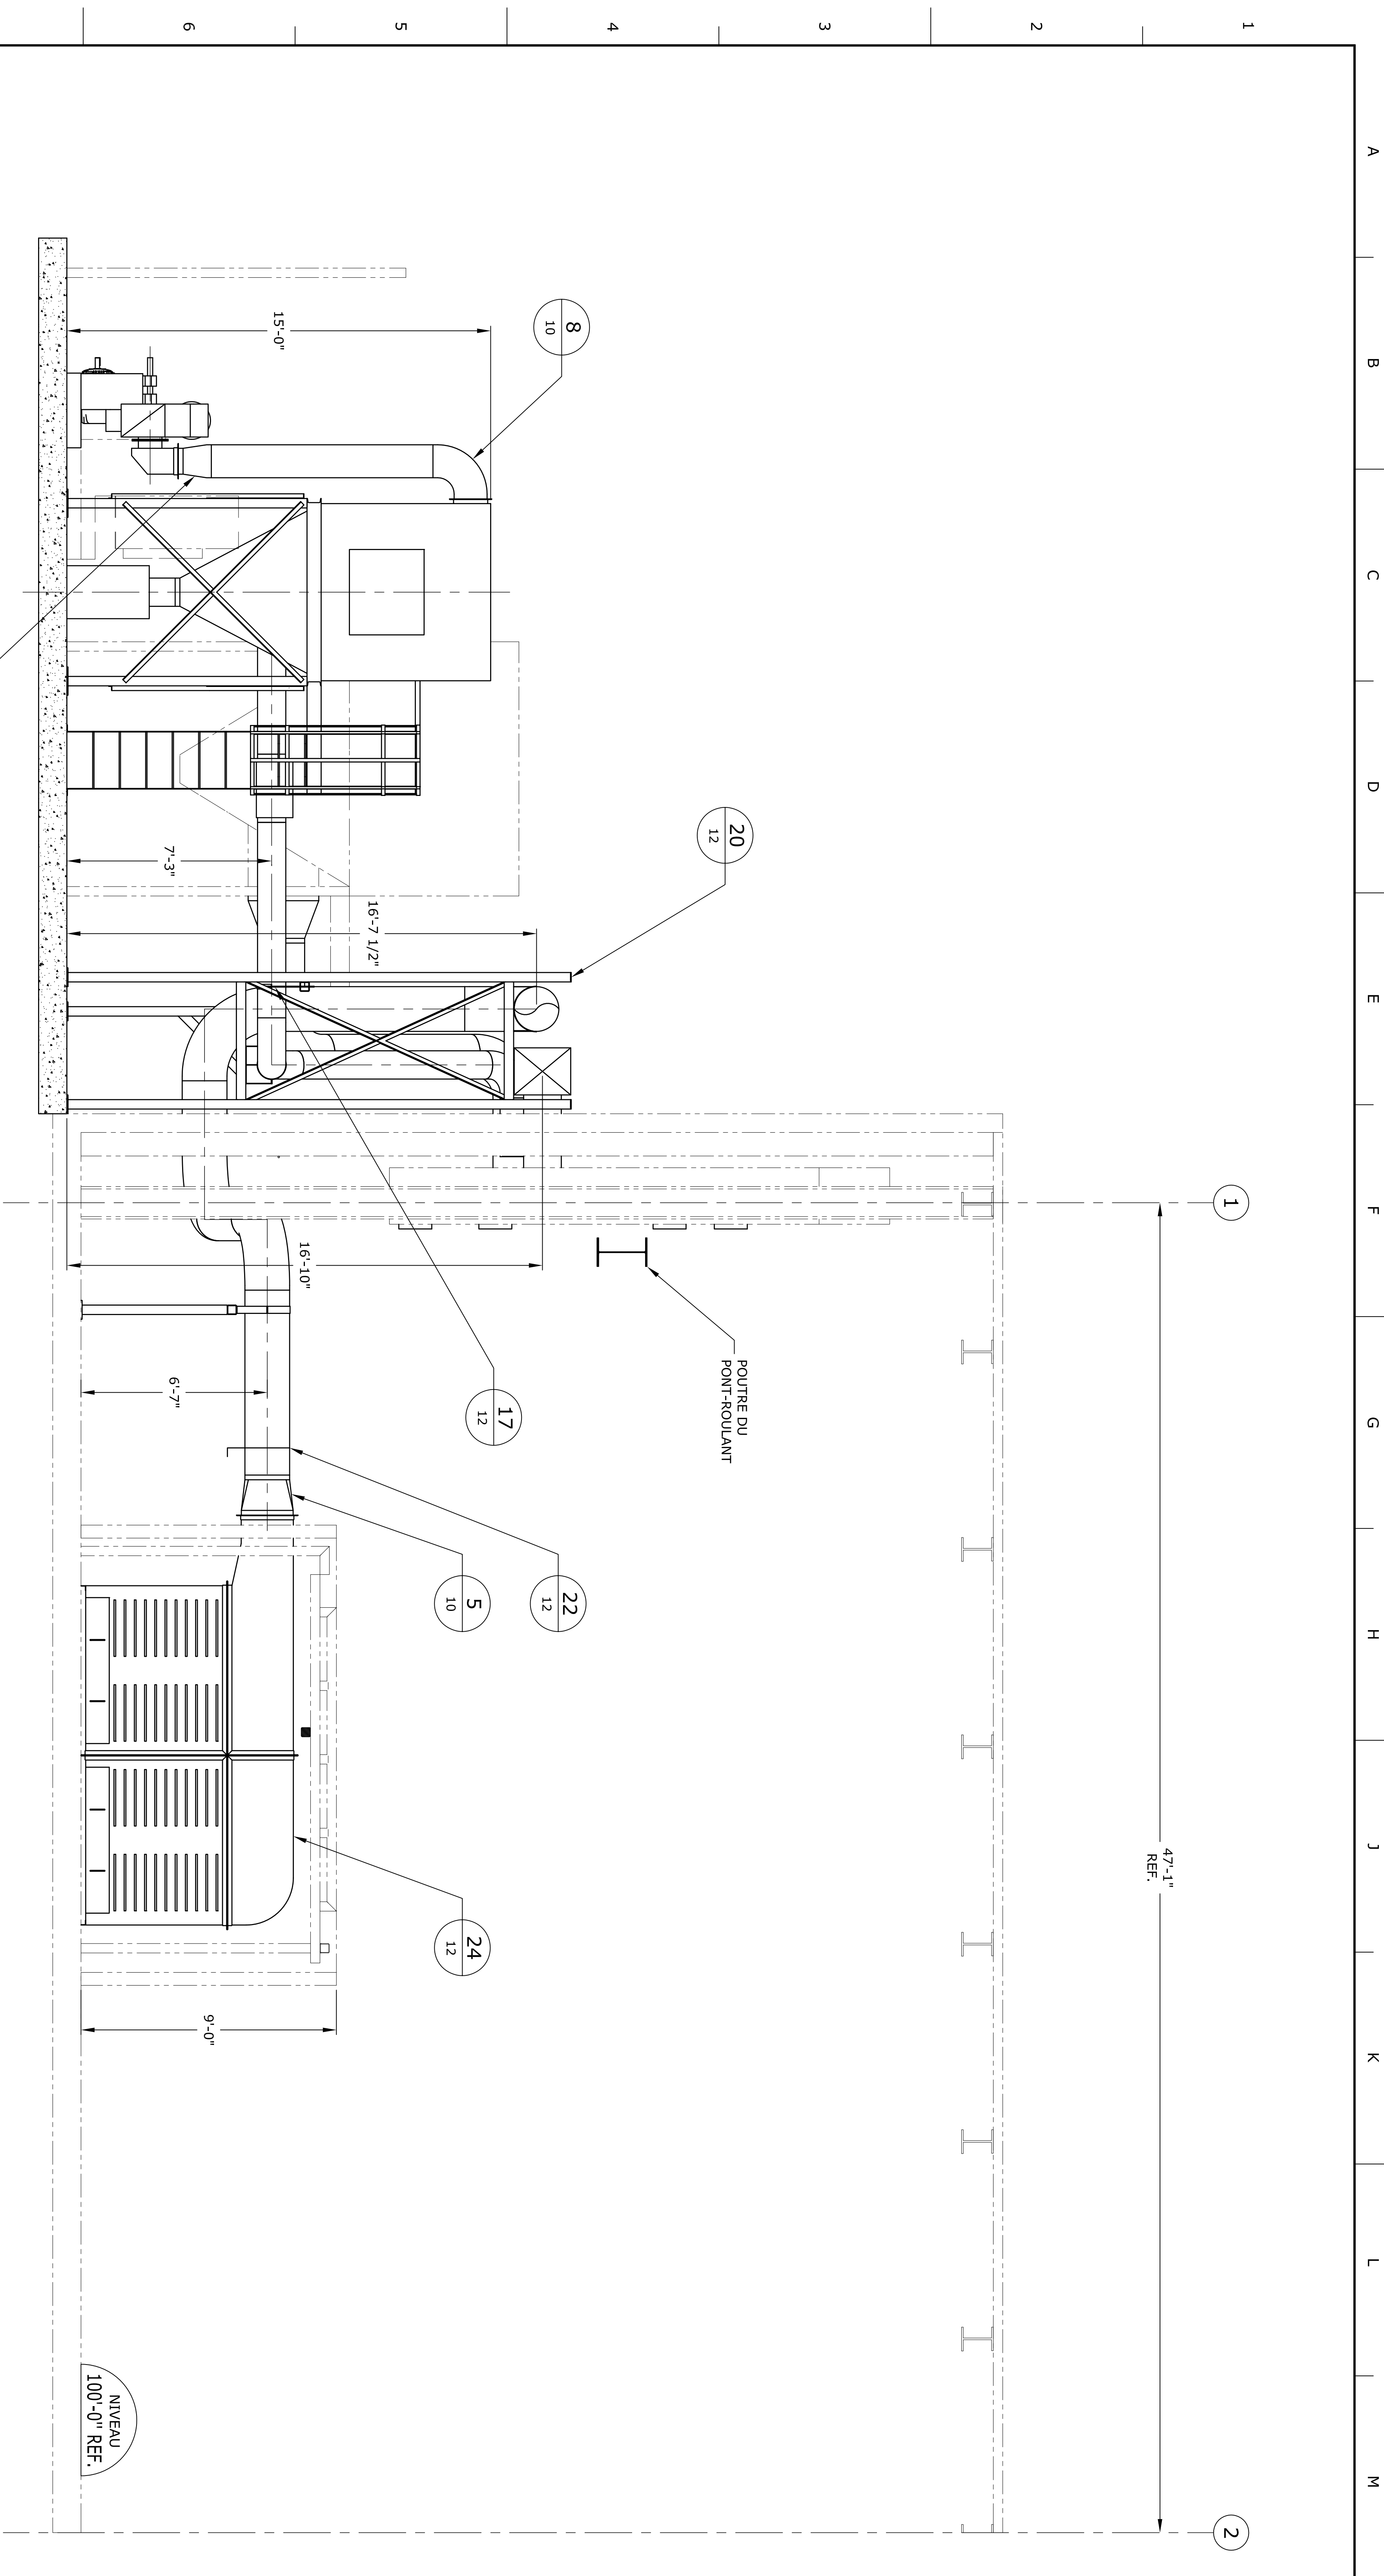 A
B
C
D
E
F
G
H
J
K
L
M
1
2
3
4
5
6
1
2
47'-1"
REF.
8
10
20
12
15'-0"
7'-3"
16'-7 1/2"
16'-10"
6'-7"
POUTRE DU
PONT-ROULANT
17
12
22
12
5
10
24
12
9'-0"
NIVEAU
100'-0" REF.